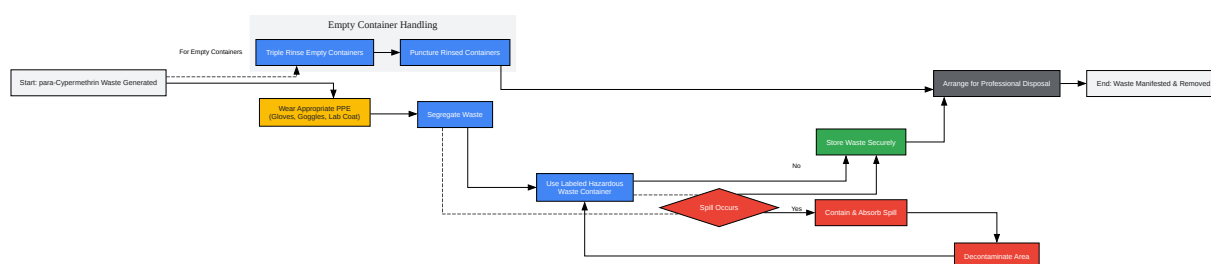 Empty Container Handling
For Empty Containers
Triple Rinse Empty Containers
Puncture Rinsed Containers
Start: para-Cypermethrin Waste Generated
Arrange for Professional Disposal
End: Waste Manifested & Removed
Wear Appropriate PPE
(Gloves, Goggles, Lab Coat)
Segregate Waste
Store Waste Securely
No
Use Labeled Hazardous
Waste Container
Spill Occurs
Yes
Contain & Absorb Spill
Decontaminate Area